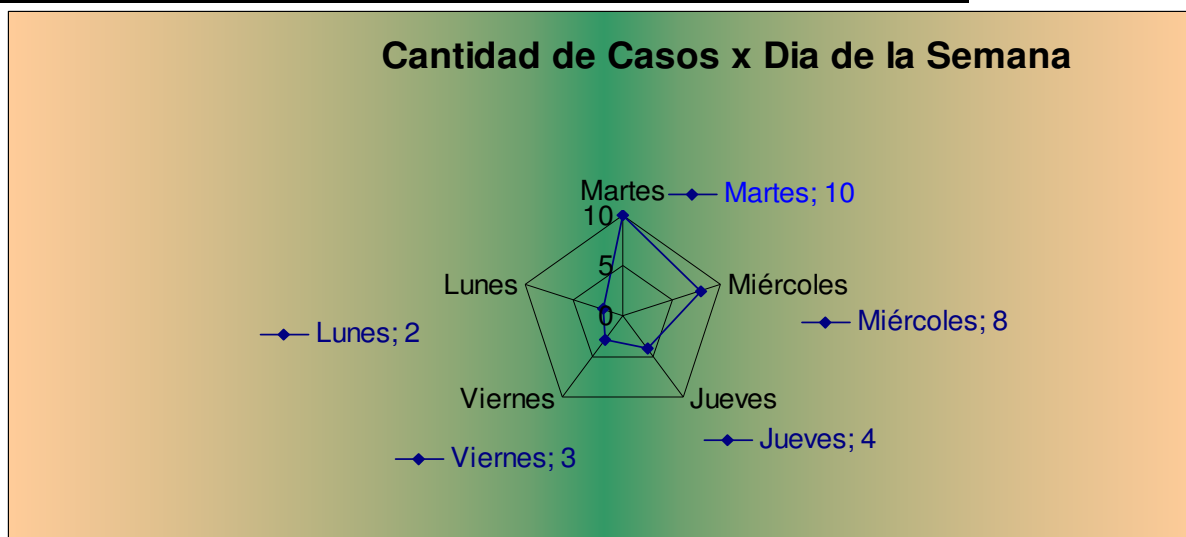 Cantidad de Casos x Dia de la Semana
Martes
Martes; 10
10
5
0
Lunes
Miércoles
Lunes; 2
Miércoles; 8
Viernes
Jueves
Viernes; 3
Jueves; 4